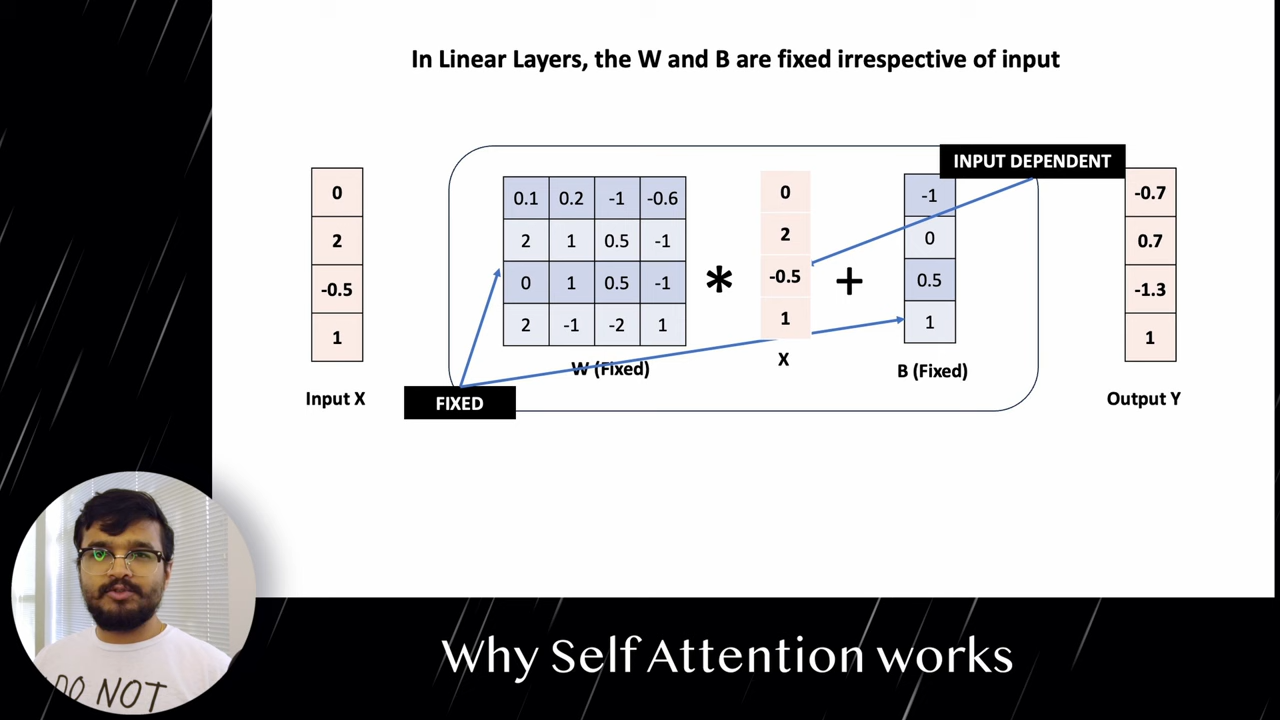 In Linear Layers, the W and B are fixed irrespective of input
INPUT DEPENDENT
0
2
-0.5
1
Input X
0.1 0.2 -1 -0.6
2 1 0.5 -1
0 1 0.5 -1
2 -1 -2 1
W (Fixed)
*
0
2
-0.5
1
X
+
-1
0
0.5
1
B (Fixed)
-0.7
0.7
-1.3
1
Output Y
FIXED
DO NOT
Why Self Attention works